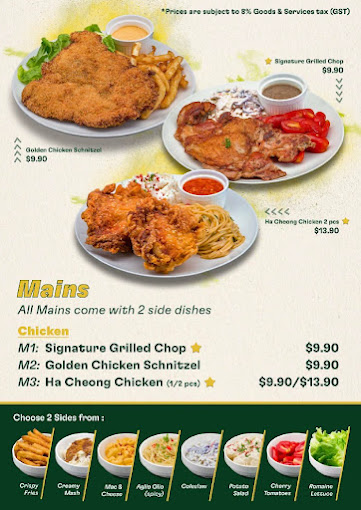 *Prices are subject to 8% Goods & Services tax (GST)
Signature Grilled Chop
$9.90
Golden Chicken Schnitzel
$9.90
Ha Cheong Chicken 2 pcs
$13.90
Mains
All Mains come with 2 side dishes
Chicken
M1: Signature Grilled Chop $9.90
M2: Golden Chicken Schnitzel $9.90
M3: Ha Cheong Chicken (1/2 pcs) $9.90/$13.90
Choose 2 Sides from :
Crispy Fries
Creamy Mash
Mac & Cheese
Aglio Olio (spicy)
Coleslaw
Potato Salad
Cherry Tomatoes
Romaine Lettuce